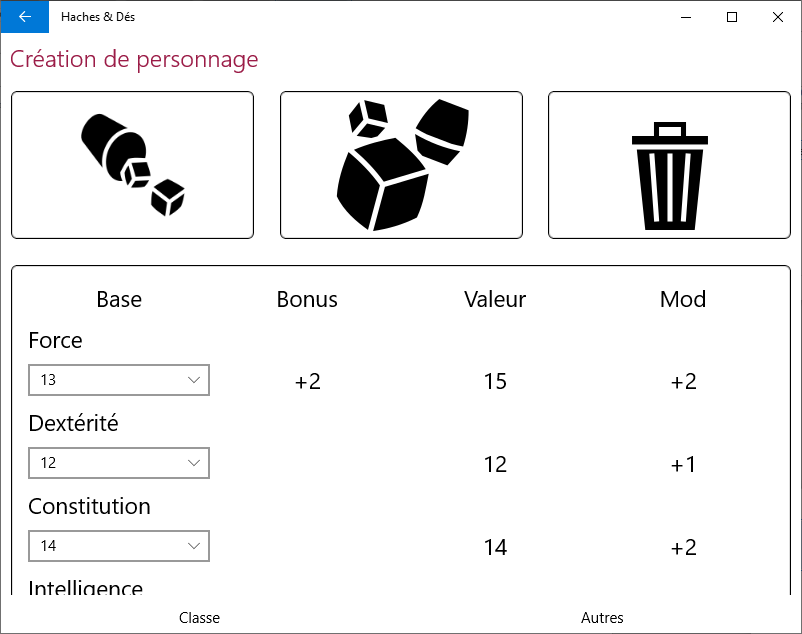 Haches & Dés
Création de personnage
Base Bonus Valeur Mod
Force
13 +2 15 +2
Dextérité
12 12 +1
Constitution
14 14 +2
Intelligence
Classe Autres